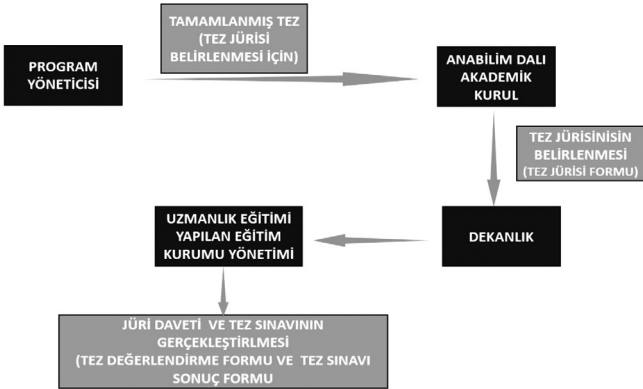 TAMAMLANMIŞ TEZ
(TEZ JÜRİSİ
BELİRLENMESİ İÇİN)
PROGRAM
YÖNETİCİSİ
ANABİLİM DALI
AKADEMİK
KURUL
TEZ JÜRİSİNİSİN
BELİRLENMESİ
(TEZ JÜRİSİ FORMU)
UZMANLIK EĞİTİMİ
YAPILAN EĞİTİM
KURUMU YÖNETİMİ
DEKANLIK
JÜRİ DAVETİ VE TEZ SINAVININ
GERÇEKLEŞTİRLMESİ
(TEZ DEĞERLENDİRME FORMU VE TEZ SINAVI
SONUÇ FORMU